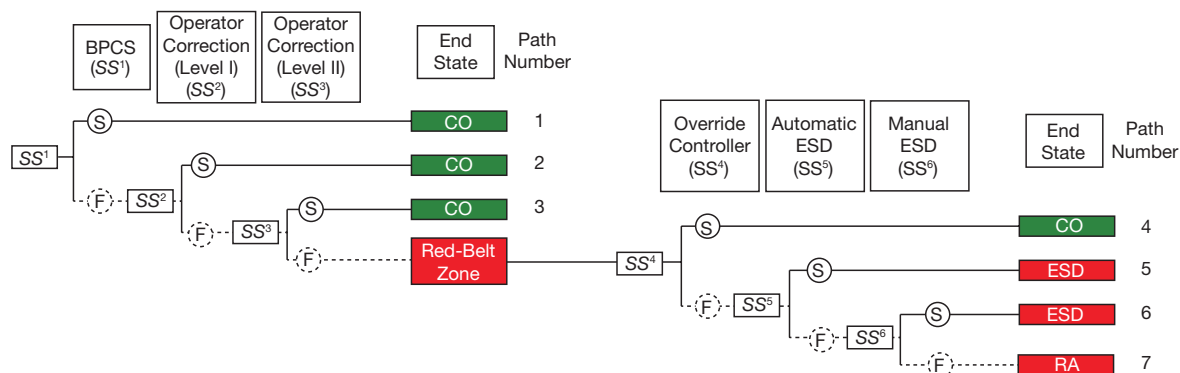 BPCS
(SS¹)
Operator
Correction
(Level I)
(SS²)
Operator
Correction
(Level II)
(SS³)
End
State
Path
Number
SS¹
S
CO
1
F
SS²
S
CO
2
F
SS³
S
CO
3
F
Red-Belt
Zone
Override
Controller
(SS⁴)
Automatic
ESD
(SS⁵)
Manual
ESD
(SS⁶)
End
State
Path
Number
SS⁴
S
CO
4
F
SS⁵
S
ESD
5
F
SS⁶
S
ESD
6
F
RA
7